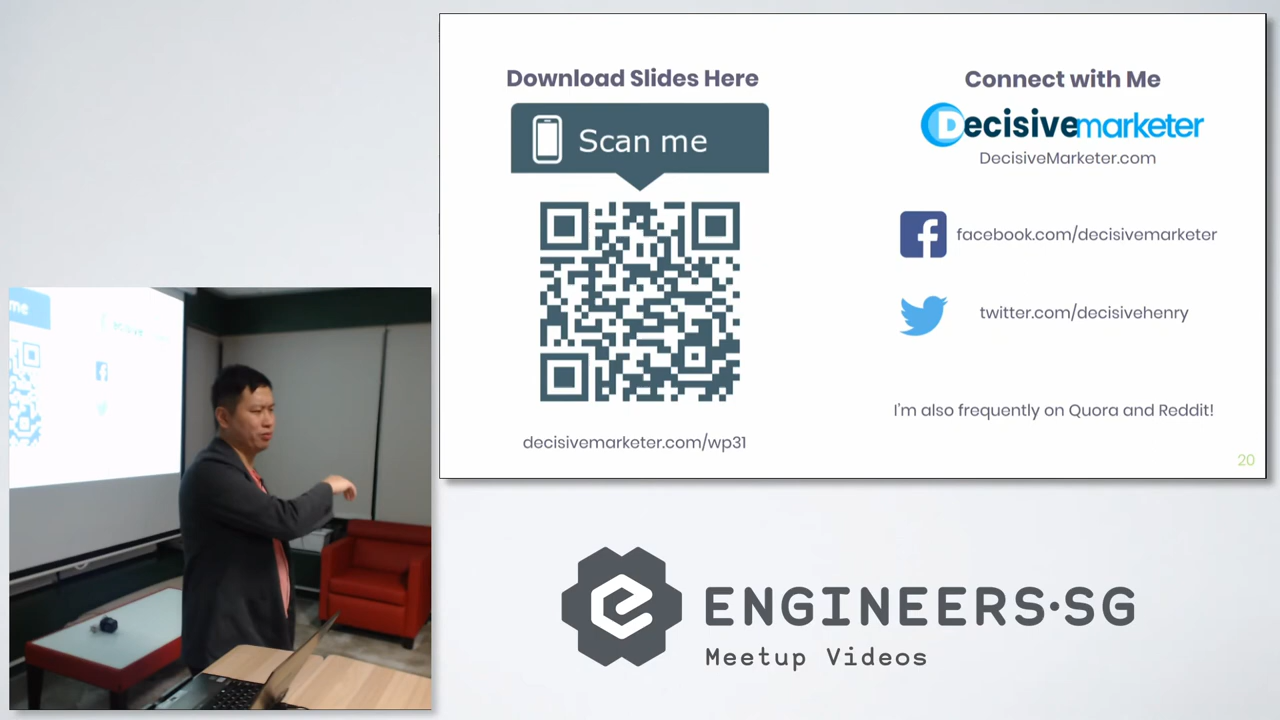 Download Slides Here
Scan me
decisivemarketer.com/wp31
Connect with Me
Decisivemarketer
DecisiveMarketer.com
facebook.com/decisivemarketer
twitter.com/decisivehenry
I'm also frequently on Quora and Reddit!
20
me
ENGINEERS·SG
Meetup Videos